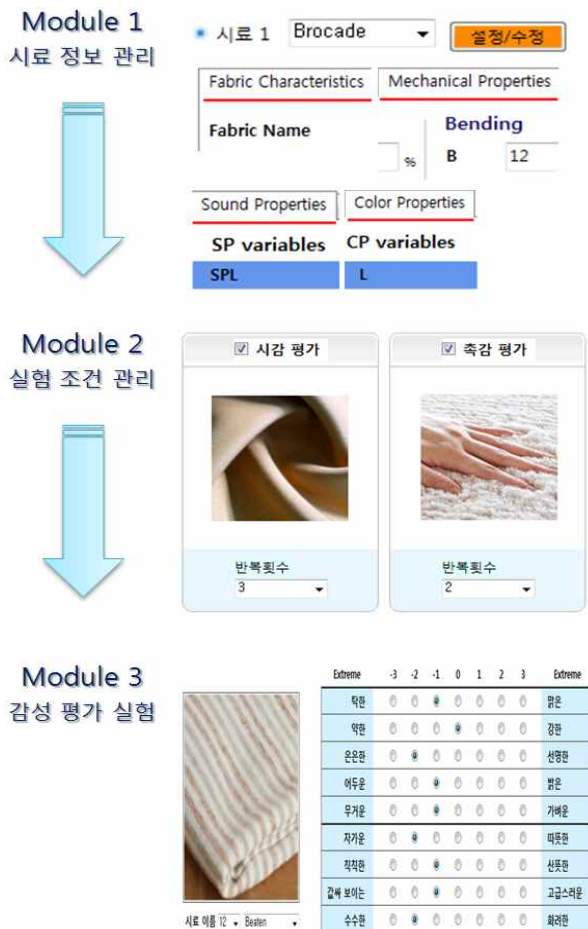 Module 1
시료 정보 관리
시료 1 Brocade 설정/수정
Fabric Characteristics Mechanical Properties
Fabric Name Bending
% B 12
Sound Properties Color Properties
SP variables CP variables
SPL L
Module 2
실험 조건 관리
시감 평가 촉감 평가
반복횟수 반복횟수
3 2
Module 3
감성 평가 실험
Extreme -3 -2 -1 0 1 2 3 Extreme
탁한 맑은
약한 강한
은은한 선명한
어두운 밝은
무거운 가벼운
차가운 따뜻한
칙칙한 산뜻한
값싸 보이는 고급스러운
수수한 화려한
시료 이름 12 Beaten